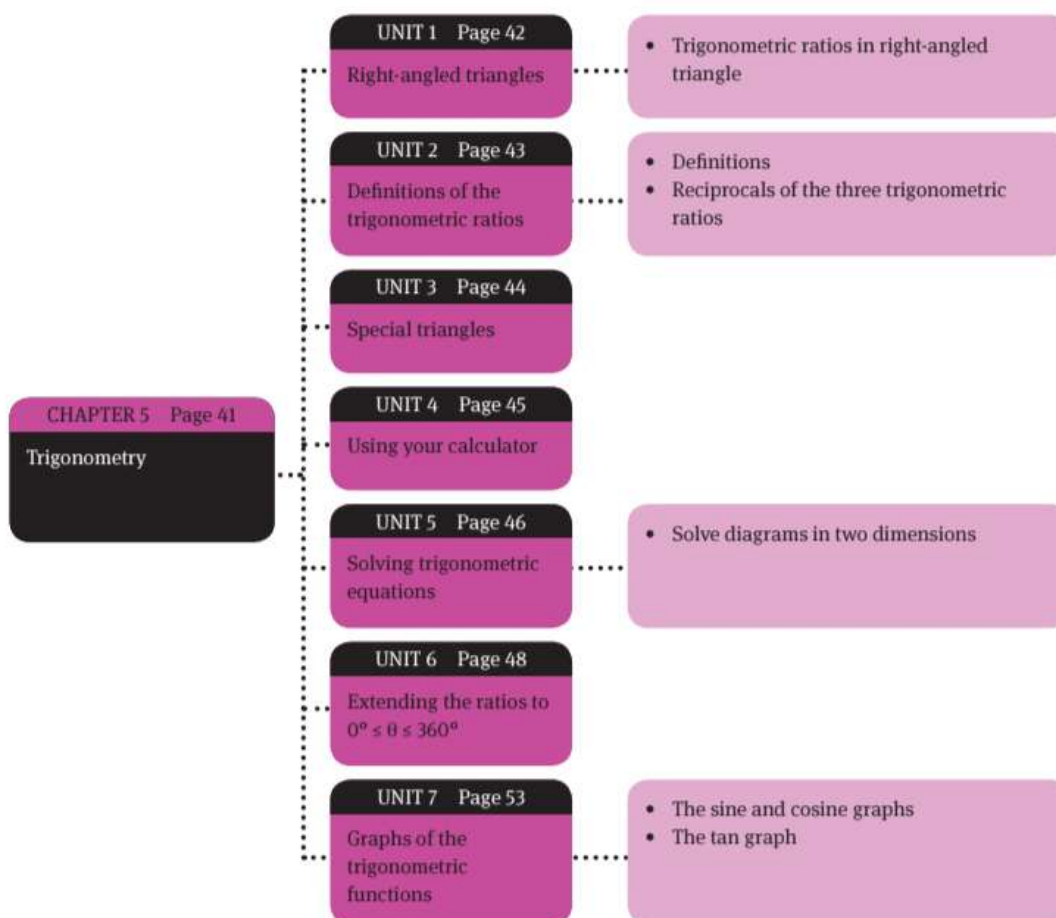 CHAPTER 5 Page 41
Trigonometry
UNIT 1 Page 42
Right-angled triangles
• Trigonometric ratios in right-angled
triangle
UNIT 2 Page 43
Definitions of the
trigonometric ratios
• Definitions
• Reciprocals of the three trigonometric
ratios
UNIT 3 Page 44
Special triangles
UNIT 4 Page 45
Using your calculator
UNIT 5 Page 46
Solving trigonometric
equations
• Solve diagrams in two dimensions
UNIT 6 Page 48
Extending the ratios to
0º ≤ θ ≤ 360º
UNIT 7 Page 53
Graphs of the
trigonometric
functions
• The sine and cosine graphs
• The tan graph